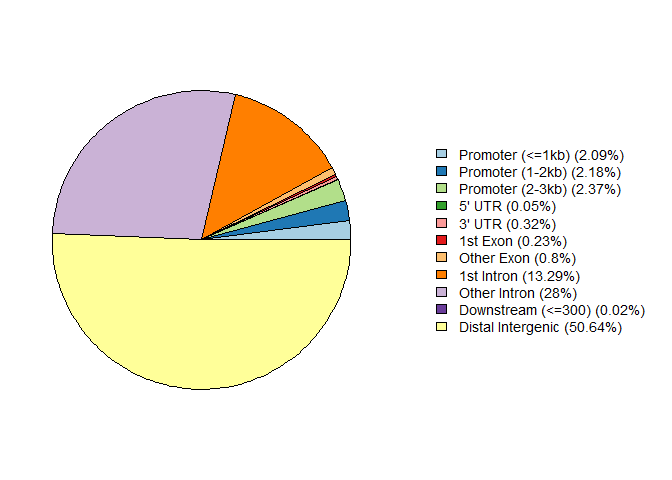 Promoter (<=1kb) (2.09%)
Promoter (1-2kb) (2.18%)
Promoter (2-3kb) (2.37%)
5' UTR (0.05%)
3' UTR (0.32%)
1st Exon (0.23%)
Other Exon (0.8%)
1st Intron (13.29%)
Other Intron (28%)
Downstream (<=300) (0.02%)
Distal Intergenic (50.64%)